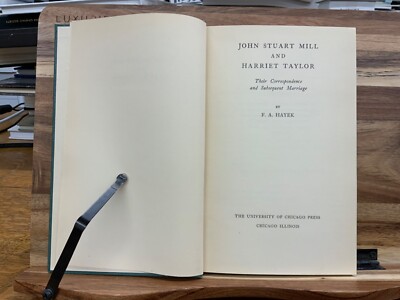 JOHN STUART MILL
AND
HARRIET TAYLOR
Their Correspondence
and Subsequent Marriage
BY
F. A. HAYEK
THE UNIVERSITY OF CHICAGO PRESS
CHICAGO ILLINOIS